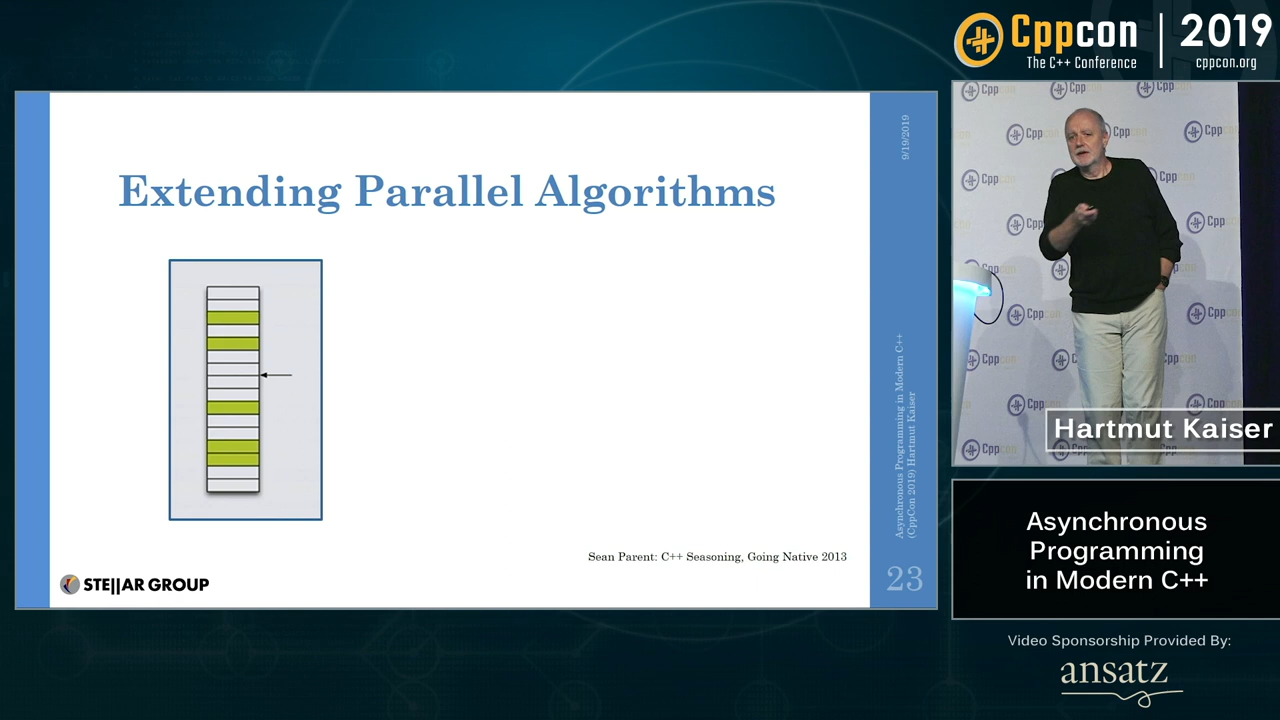 Extending Parallel Algorithms
Sean Parent: C++ Seasoning, Going Native 2013
STE||AR GROUP
9/19/2019
Asynchronous Programming in Modern C++
(CppCon 2019) Hartmut Kaiser
23
Cppcon
The C++ Conference
2019
cppcon.org
Hartmut Kaiser
Asynchronous
Programming
in Modern C++
Video Sponsorship Provided By:
ansatz